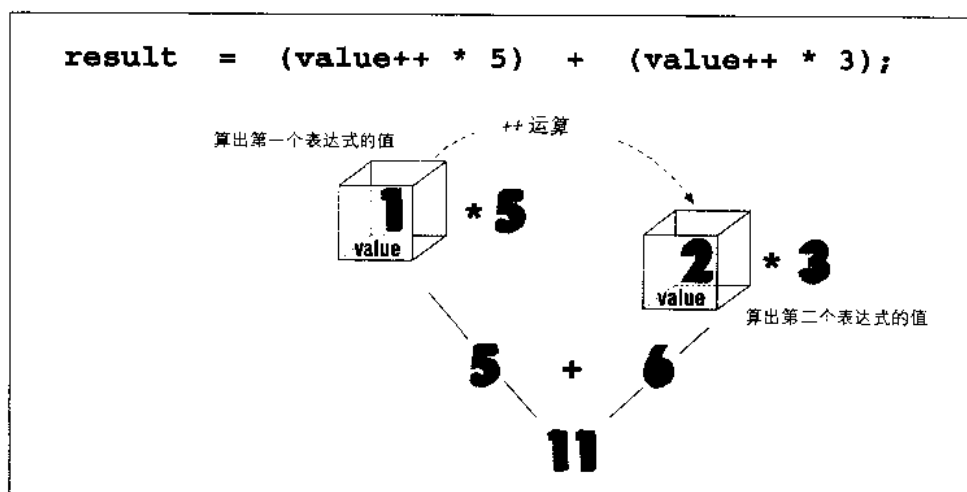 result = (value++ * 5) + (value++ * 3);
算出第一个表达式的值
++ 运算
1 * 5
value
2 * 3
value
算出第二个表达式的值
5 + 6
11